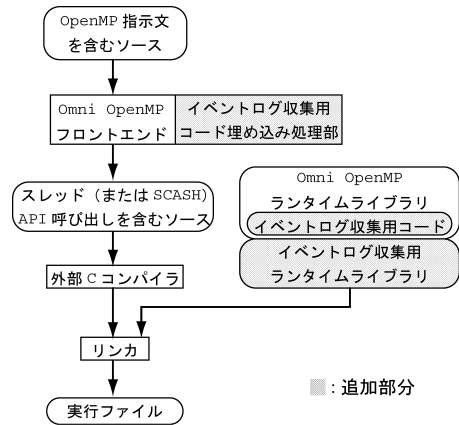 OpenMP 指示文
を含むソース
Omni OpenMP
フロントエンド
イベントログ収集用
コード埋め込み処理部
スレッド（または SCASH）
API 呼び出しを含むソース
Omni OpenMP
ランタイムライブラリ
イベントログ収集用コード
イベントログ収集用
ランタイムライブラリ
外部 C コンパイラ
リンカ
実行ファイル
：追加部分